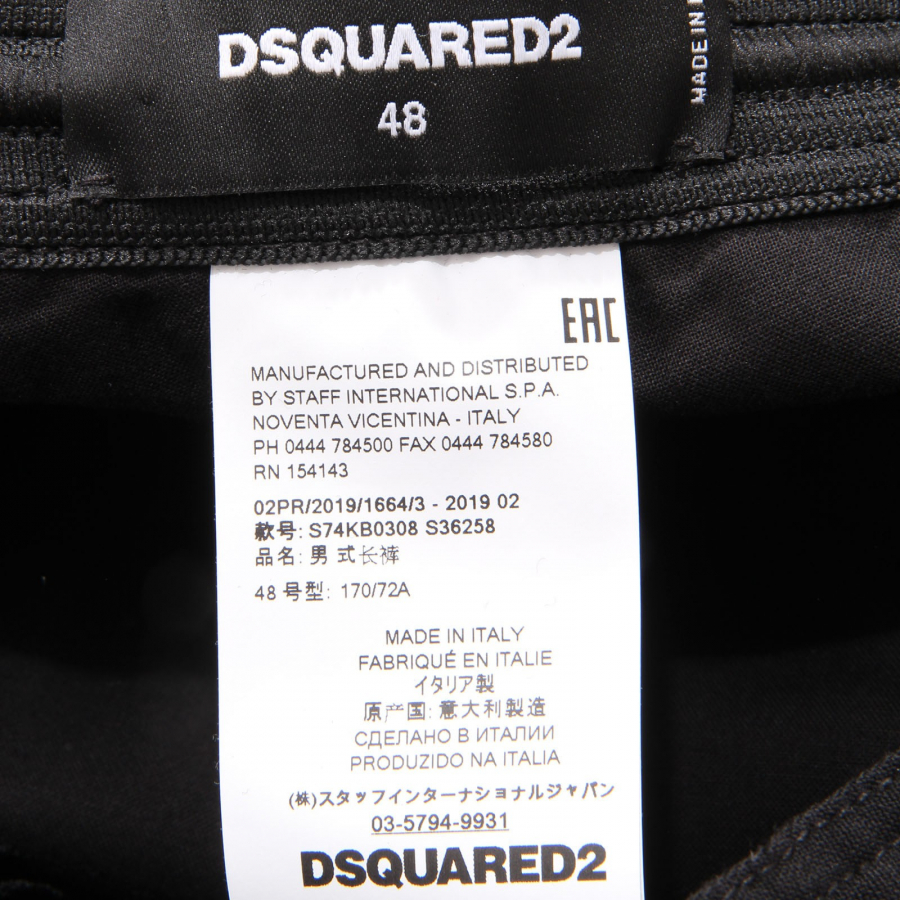 DSQUARED2
48
MADE IN
EAC
MANUFACTURED AND DISTRIBUTED
BY STAFF INTERNATIONAL S.P.A.
NOVENTA VICENTINA - ITALY
PH 0444 784500 FAX 0444 784580
RN 154143
02PR/2019/1664/3 - 2019 02
款号: S74KB0308 S36258
品名: 男 式长裤
48 号型: 170/72A
MADE IN ITALY
FABRIQUÉ EN ITALIE
イタリア製
原产国: 意大利製造
СДЕЛАНО В ИТАЛИИ
PRODUZIDO NA ITALIA
(株)スタッフインターナショナルジャパン
03-5794-9931
DSQUARED2